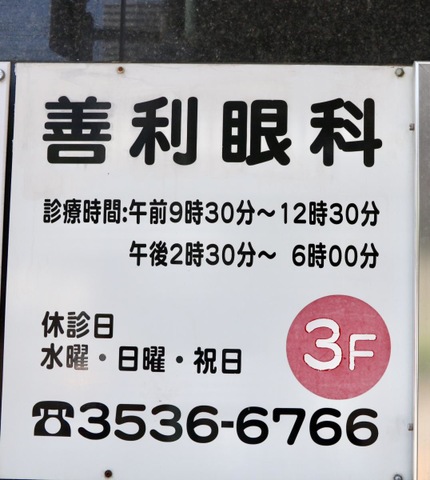 善利眼科
診療時間:午前9時30分〜12時30分
午後2時30分〜 6時00分
休診日
水曜・日曜・祝日
3F
☎3536-6766